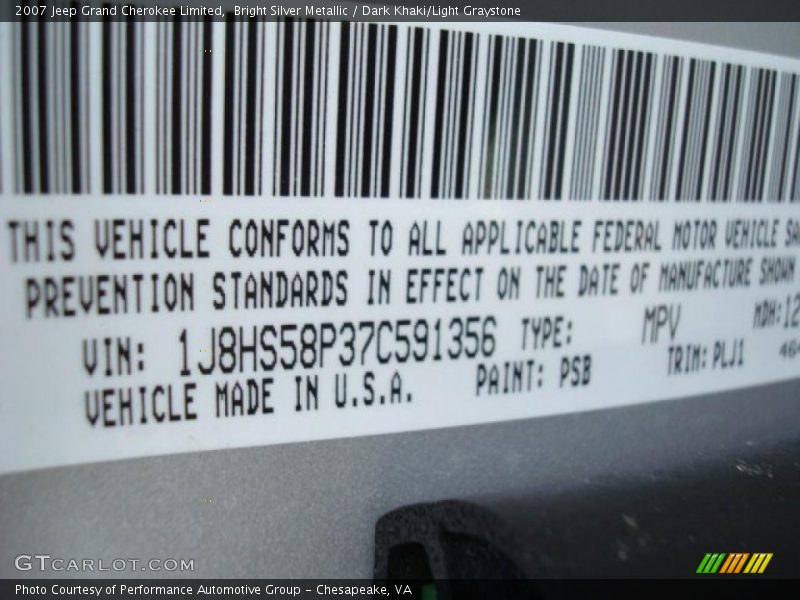 2007 Jeep Grand Cherokee Limited, Bright Silver Metallic / Dark Khaki/Light Graystone
THIS VEHICLE CONFORMS TO ALL APPLICABLE FEDERAL MOTOR VEHICLE SA
PREVENTION STANDARDS IN EFFECT ON THE DATE OF MANUFACTURE SHOWN
VIN: 1J8HS58P37C591356 TYPE: MPV MDH:12
VEHICLE MADE IN U.S.A. PAINT: PSB TRIM: PLJ1
GTCARLOT.COM
Photo Courtesy of Performance Automotive Group - Chesapeake, VA